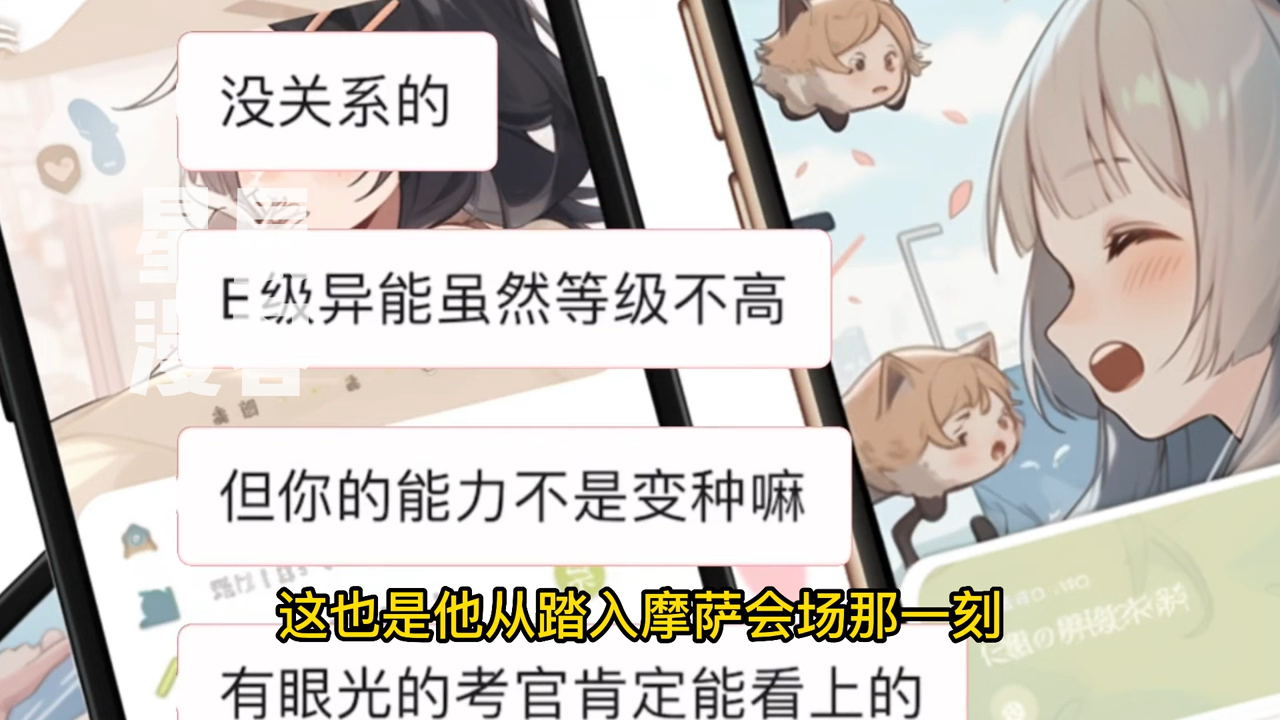 没关系的
E级异能虽然等级不高
但你的能力不是变种嘛
这也是他从踏入摩萨会场那一刻
有眼光的考官肯定能看上的